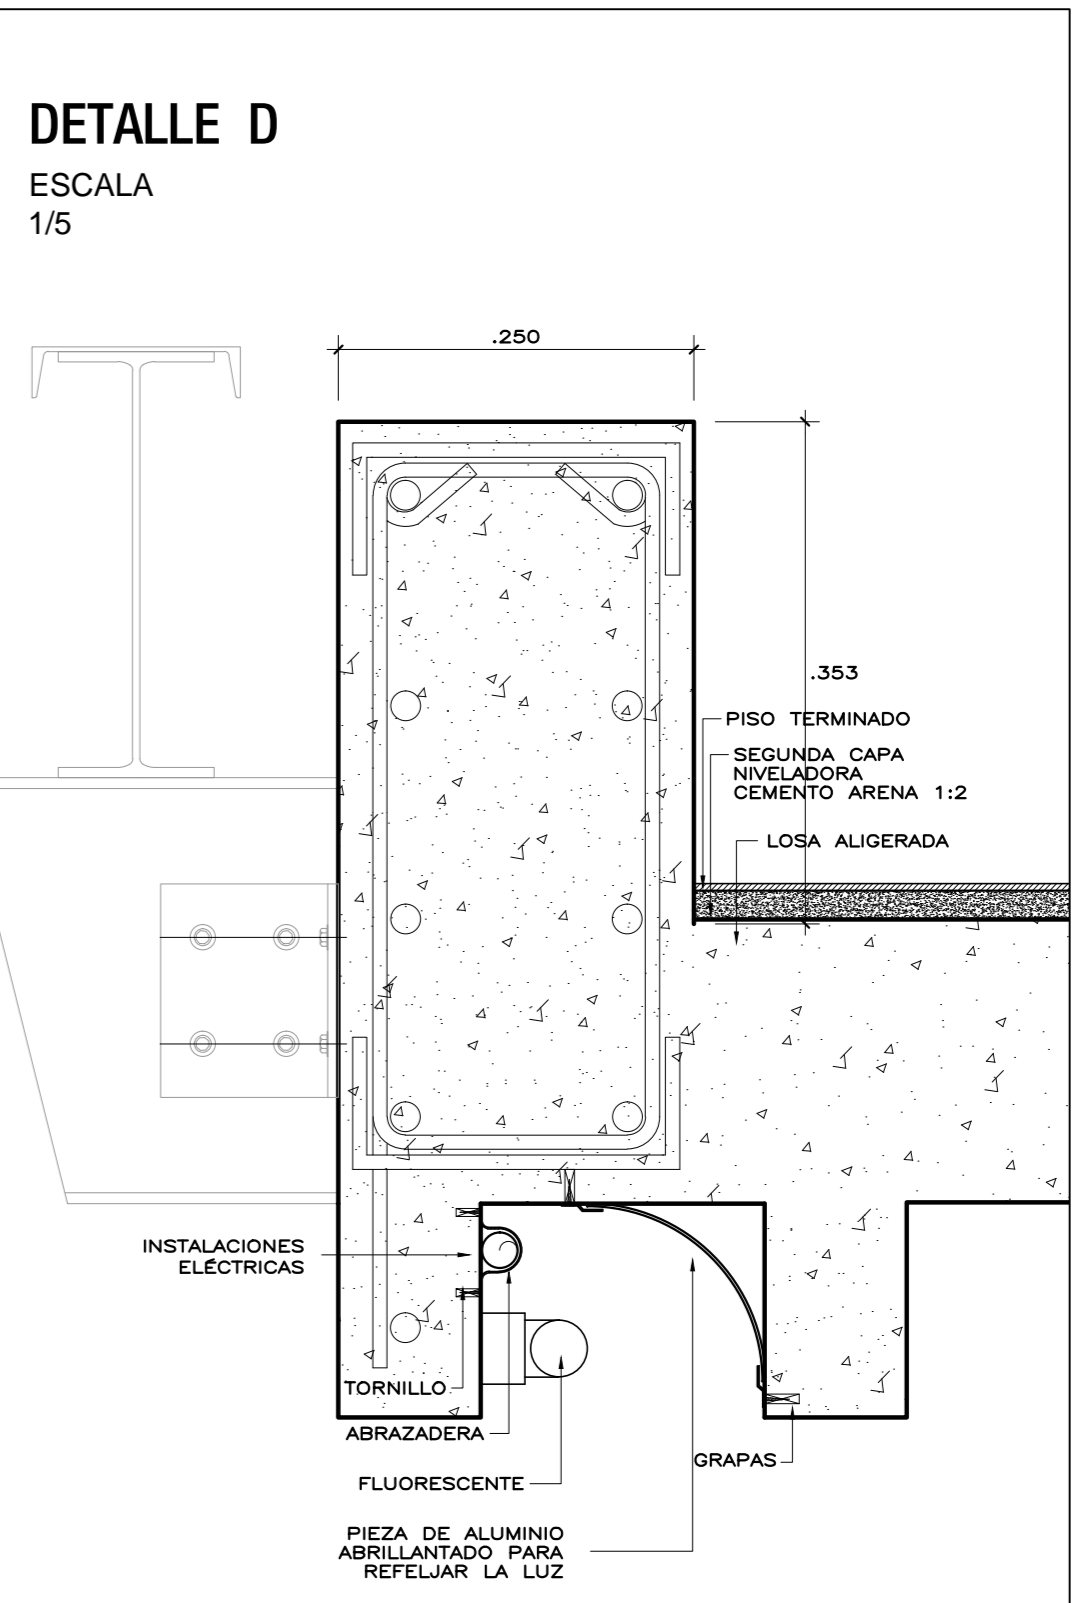 DETALLE D
ESCALA
1/5
.250
.353
PISO TERMINADO
SEGUNDA CAPA
NIVELADORA
CEMENTO ARENA 1:2
LOSA ALIGERADA
INSTALACIONES
ELÉCTRICAS
TORNILLO
ABRAZADERA
GRAPAS
FLUORESCENTE
PIEZA DE ALUMINIO
ABRILLANTADO PARA
REFELJAR LA LUZ